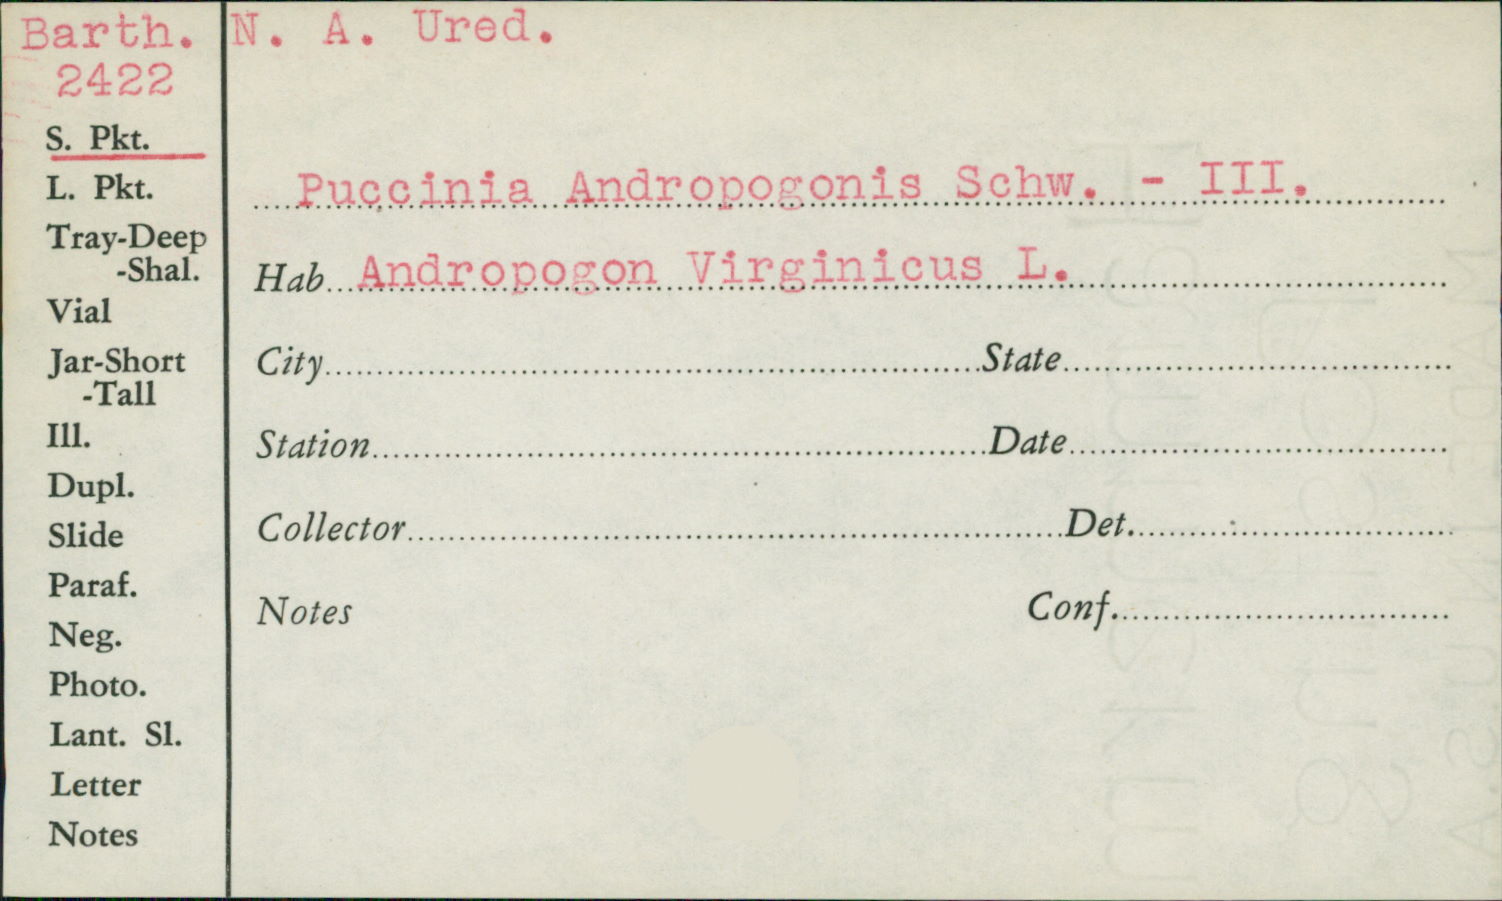 Barth.
2422
S. Pkt.
L. Pkt.
Tray-Deep
-Shal.
Vial
Jar-Short
-Tall
Ill.
Dupl.
Slide
Paraf.
Neg.
Photo.
Lant. Sl.
Letter
Notes
N. A. Ured.
Puccinia Andropogonis Schw. - III.
Hab. Andropogon Virginicus L.
City State
Station Date
Collector Det.
Notes Conf.